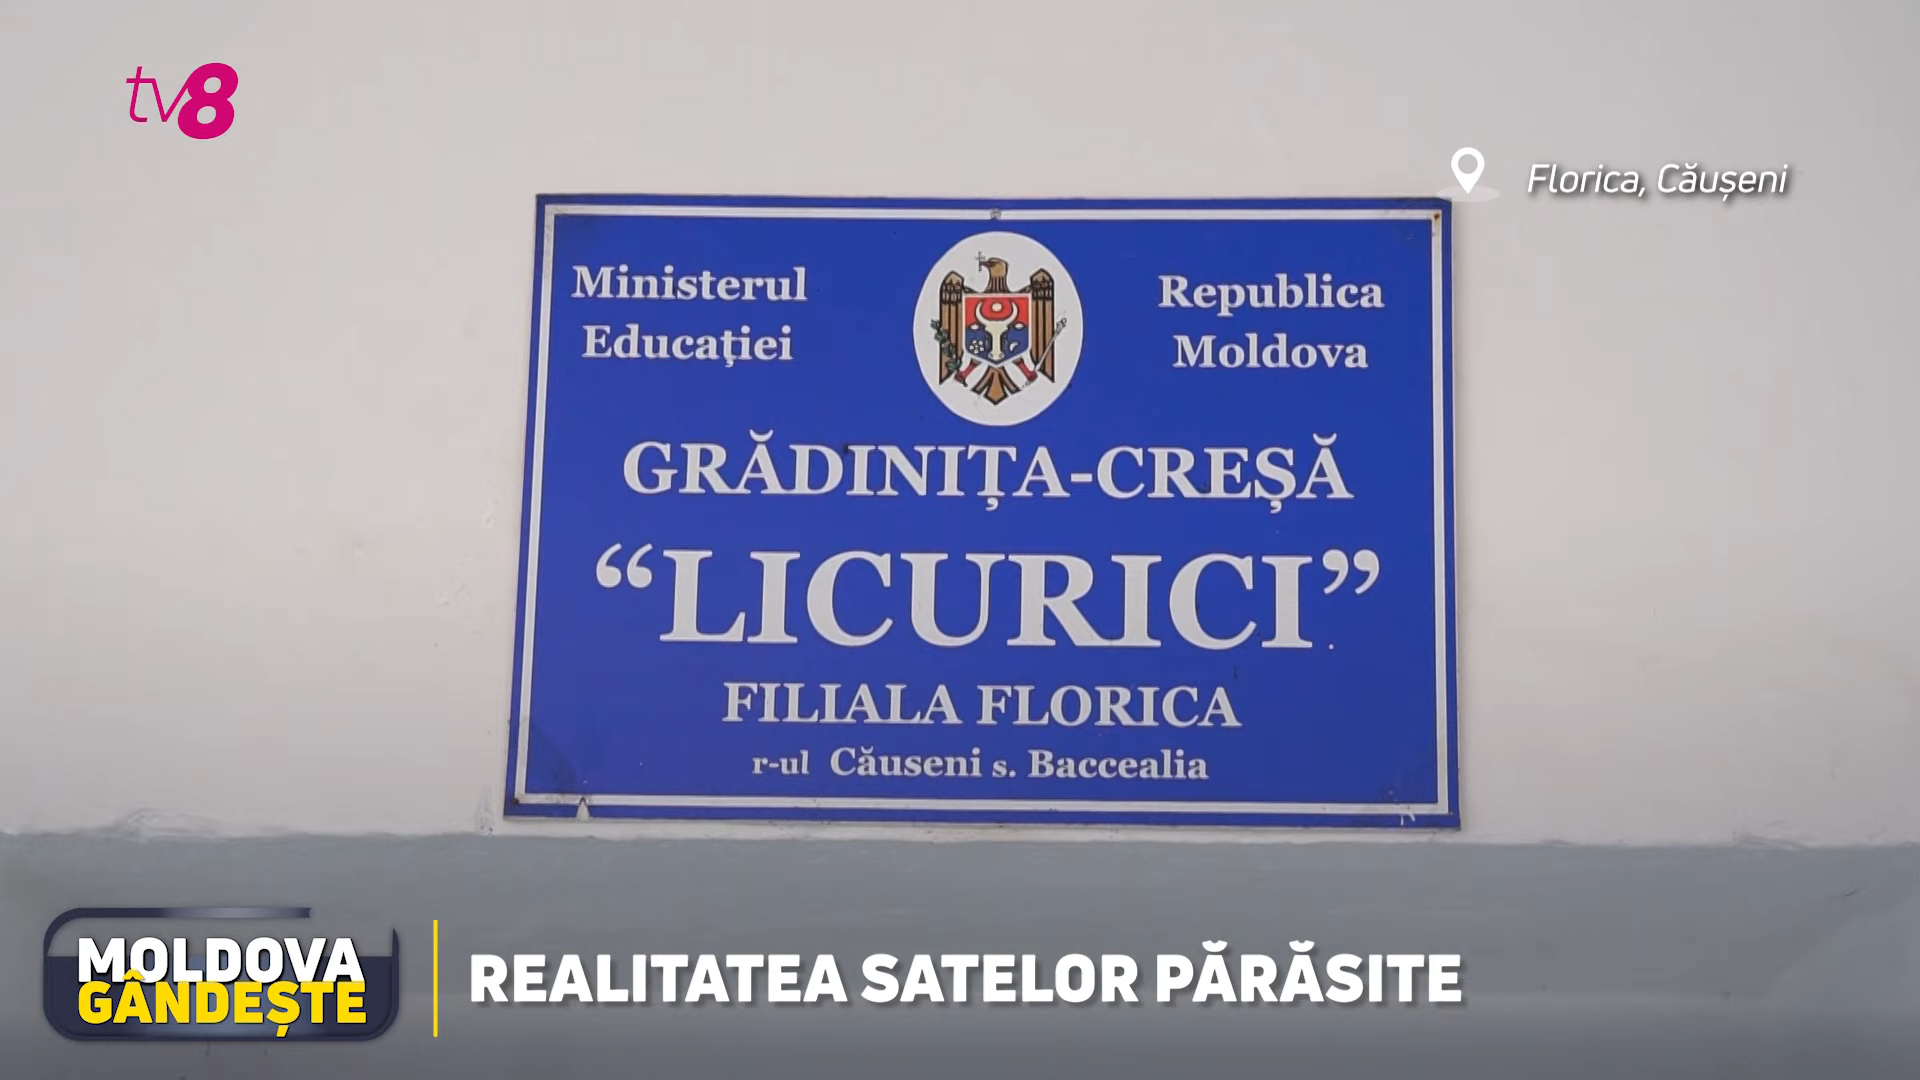 tv8
Florica, Căușeni
Ministerul
Educaţiei
Republica
Moldova
GRĂDINIȚA-CREȘĂ
“LICURICI”
FILIALA FLORICA
r-ul Căuseni s. Baccealia
MOLDOVA
GÂNDEȘTE
REALITATEA SATELOR PĂRĂSITE